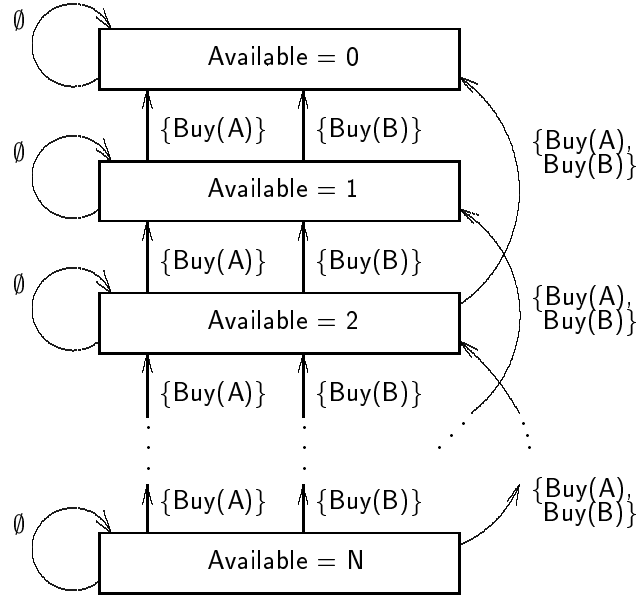 ∅
Available = 0
{Buy(A)} {Buy(B)}
{Buy(A),
Buy(B)}
∅
Available = 1
{Buy(A)} {Buy(B)}
∅
{Buy(A),
Buy(B)}
Available = 2
{Buy(A)} {Buy(B)}
{Buy(A)} {Buy(B)}
{Buy(A),
Buy(B)}
∅
Available = N